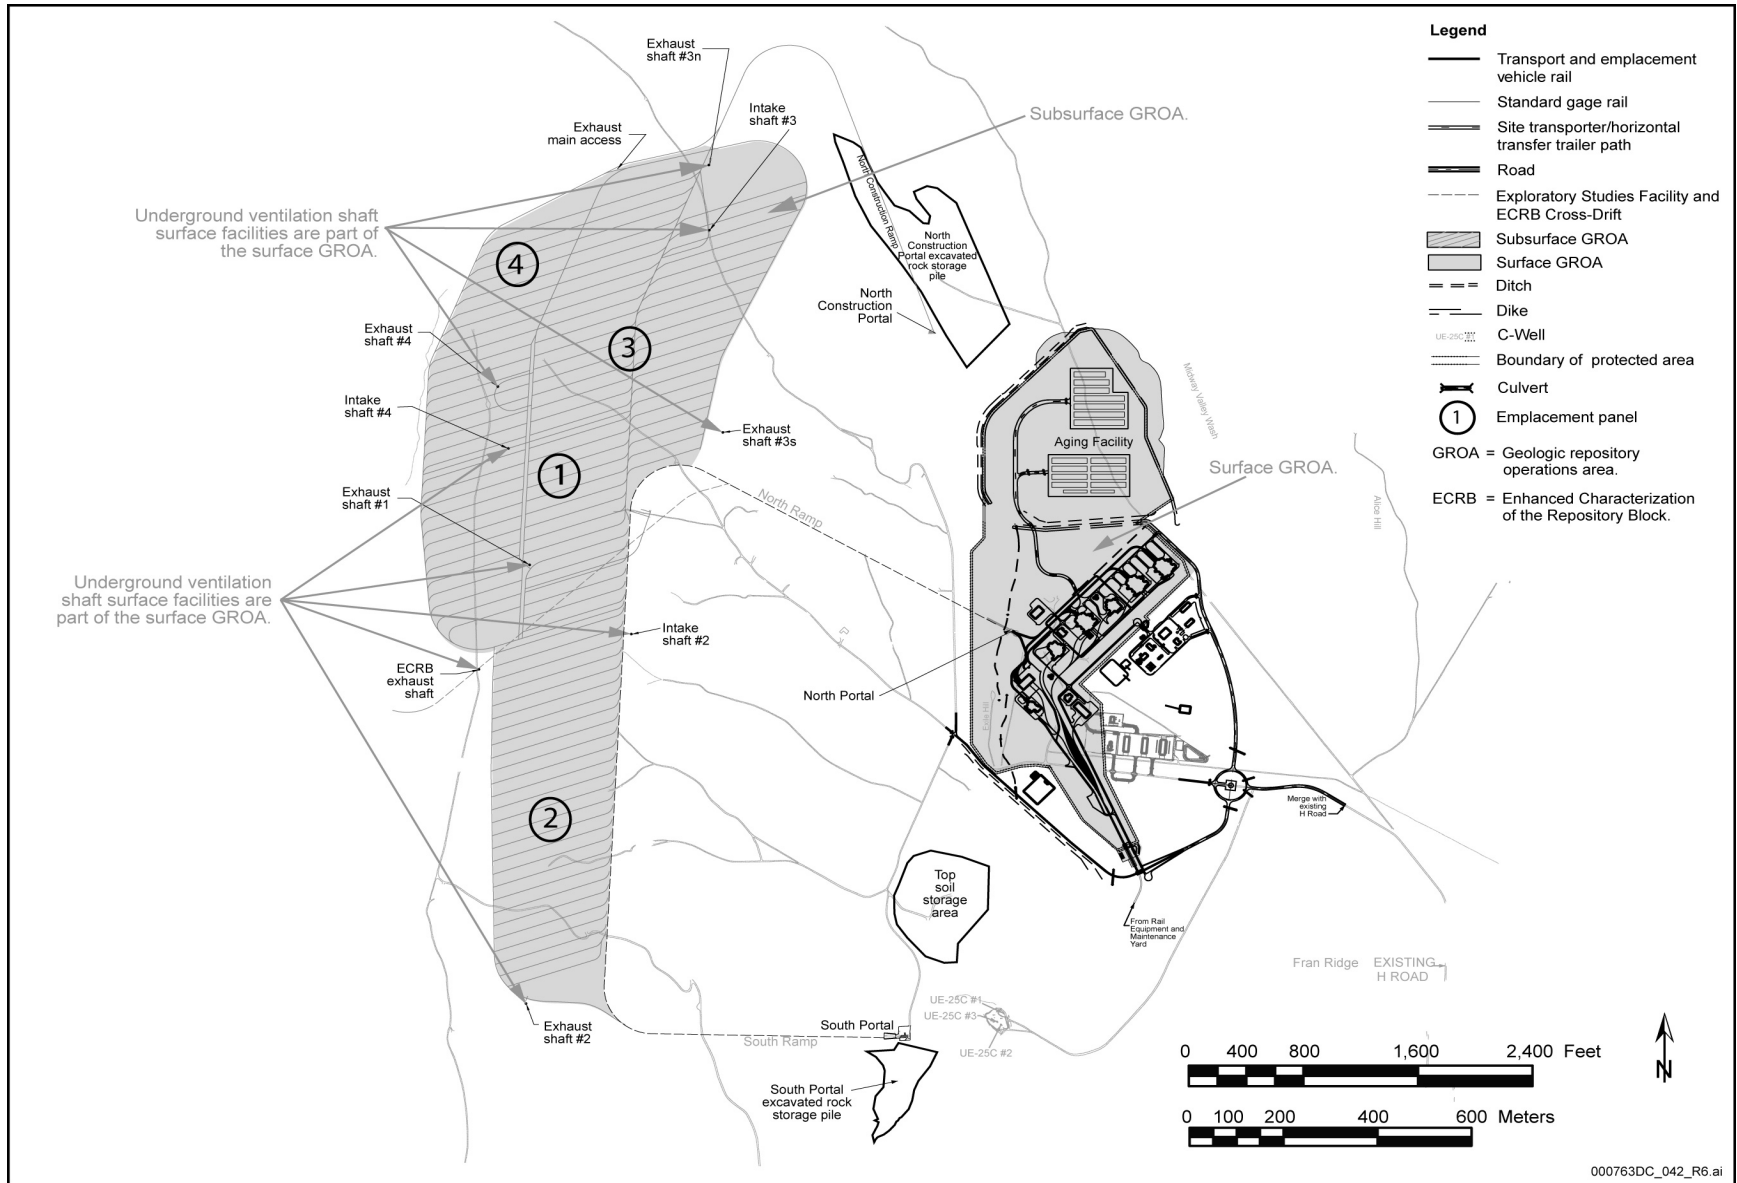 Exhaust
shaft #3n
Intake
shaft #3
Exhaust
main access
Subsurface GROA.
Underground ventilation shaft
surface facilities are part of
the surface GROA.
4
North Construction Ramp
North
Construction
Portal excavated
rock storage
pile
North
Construction
Portal
Exhaust
shaft #4
3
Midway Valley Wash
Intake
shaft #4
Exhaust
shaft #3s
Aging Facility
Surface GROA.
1
Exhaust
shaft #1
North Ramp
Alice Hill
Underground ventilation
shaft surface facilities are
part of the surface GROA.
Intake
shaft #2
ECRB
exhaust
shaft
North Portal
Exile Hill
2
Merge with
existing
H Road
Top
soil
storage
area
From Rail
Equipment and
Maintenance
Yard
Fran Ridge
EXISTING
H ROAD
UE-25C #1
UE-25C #3
UE-25C #2
Exhaust
shaft #2
South Portal
South Ramp
South Portal
excavated rock
storage pile
Legend
Transport and emplacement
vehicle rail
Standard gage rail
Site transporter/horizontal
transfer trailer path
Road
Exploratory Studies Facility and
ECRB Cross-Drift
Subsurface GROA
Surface GROA
Ditch
Dike
UE-25C #1 C-Well
Boundary of protected area
Culvert
1 Emplacement panel
GROA = Geologic repository
operations area.
ECRB = Enhanced Characterization
of the Repository Block.
0 400 800 1,600 2,400 Feet
0 100 200 400 600 Meters
N
000763DC_042_R6.ai